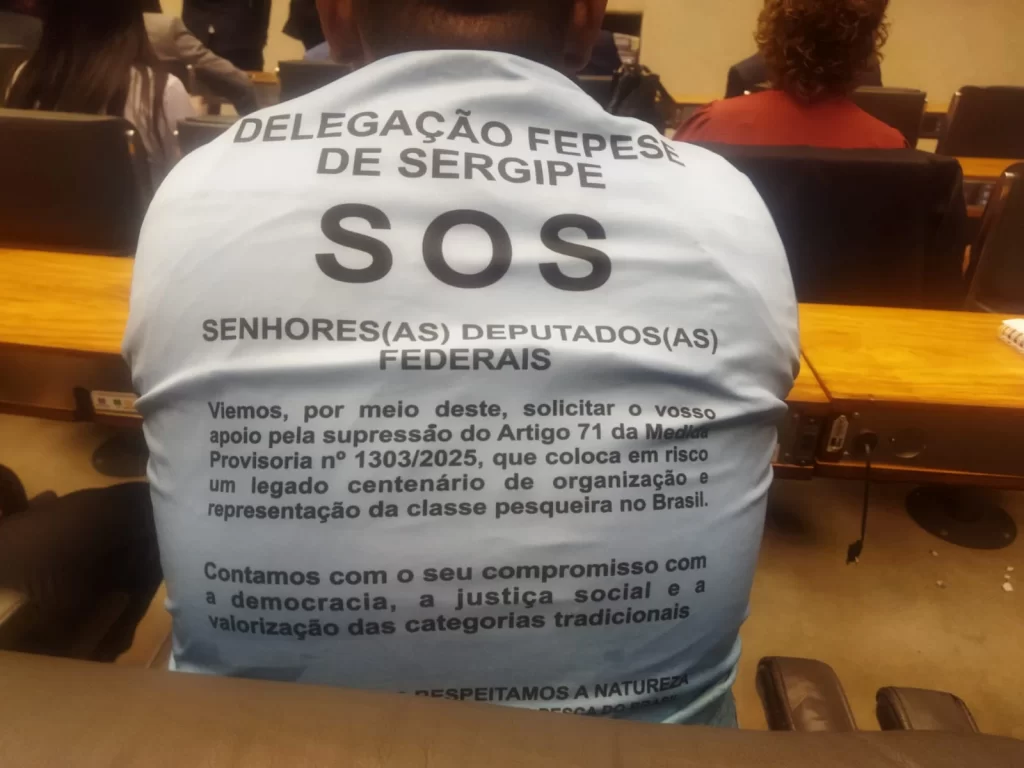 DELEGAÇÃO FEPESE
DE SERGIPE
SOS
SENHORES(AS) DEPUTADOS(AS)
FEDERAIS
Viemos, por meio deste, solicitar o vosso
apoio pela supressão do Artigo 71 da Medida
Provisoria nº 1303/2025, que coloca em risco
um legado centenário de organização e
representação da classe pesqueira no Brasil.
Contamos com o seu compromisso com
a democracia, a justiça social e a
valorização das categorias tradicionais
RESPEITAMOS A NATUREZA
PESCA DO